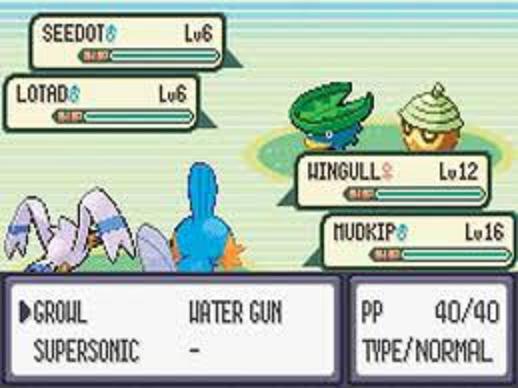 SEEDOT♂ Lv6
LOTAD♂ Lv6
WINGULL♀ Lv12
MUDKIP♂ Lv16
▶GROWL WATER GUN PP 40/40
SUPERSONIC - TYPE/NORMAL